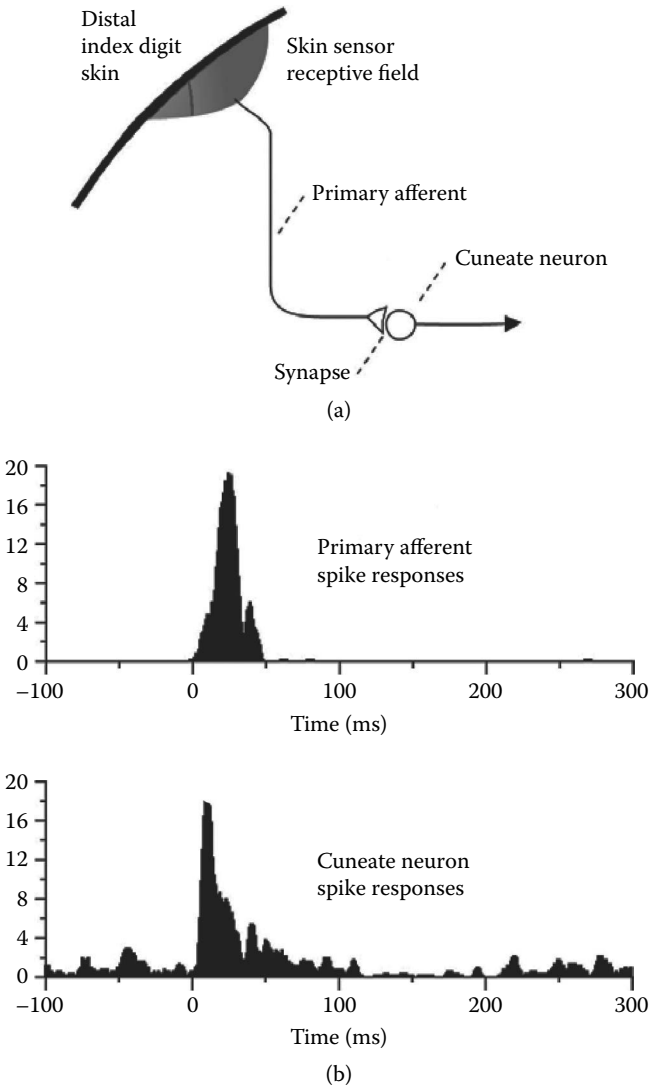 Distal
index digit
skin
Skin sensor
receptive field
Primary afferent
Cuneate neuron
Synapse
(a)
20
16
12
8
4
0
Primary afferent
spike responses
–100 0 100 200 300
Time (ms)
20
16
12
8
4
0
Cuneate neuron
spike responses
–100 0 100 200 300
Time (ms)
(b)